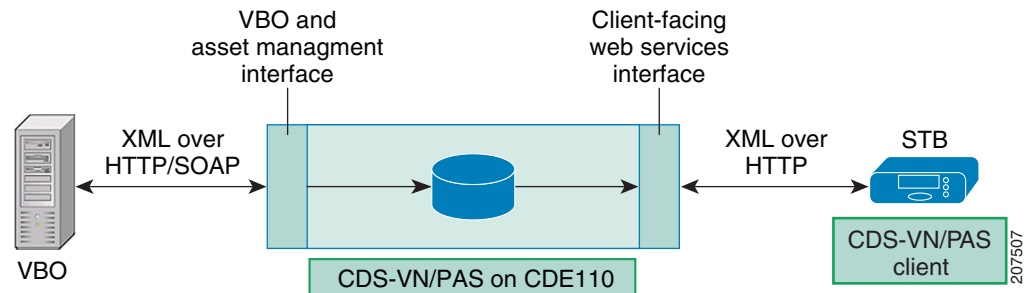 VBO and
asset managment
interface
Client-facing
web services
interface
XML over
HTTP/SOAP
XML over
HTTP
STB
VBO
CDS-VN/PAS on CDE110
CDS-VN/PAS
client
207507